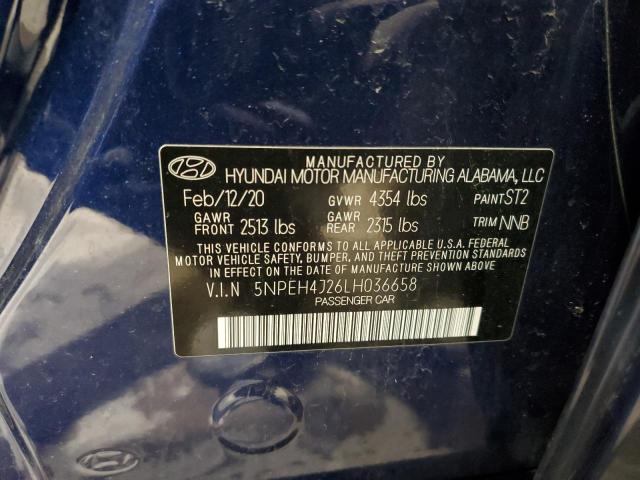 MANUFACTURED BY
HYUNDAI MOTOR MANUFACTURING ALABAMA, LLC
Feb/12/20 GVWR 4354 lbs PAINT ST2
GAWR FRONT 2513 lbs GAWR REAR 2315 lbs TRIM NNB
THIS VEHICLE CONFORMS TO ALL APPLICABLE U.S.A. FEDERAL
MOTOR VEHICLE SAFETY, BUMPER, AND THEFT PREVENTION STANDARDS
IN EFFECT ON THE DATE OF MANUFACTURE SHOWN ABOVE.
V.I.N 5NPEH4J26LH036658
PASSENGER CAR